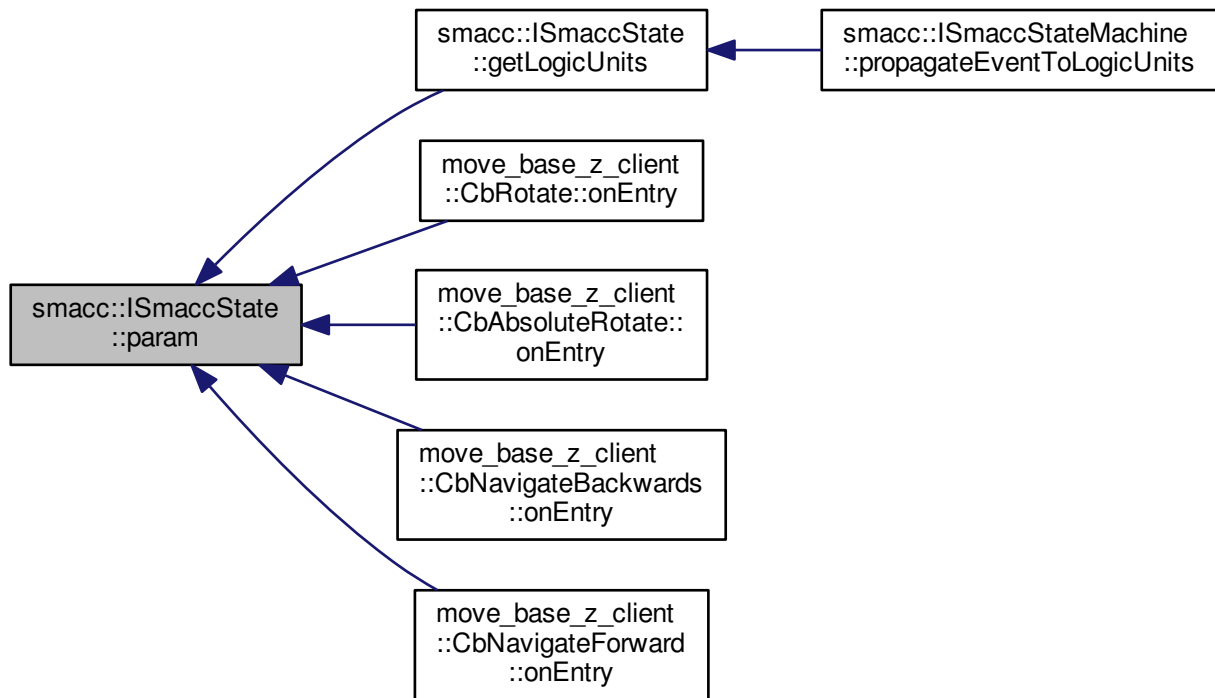 smacc::ISmaccState
::getLogicUnits
smacc::ISmaccStateMachine
::propagateEventToLogicUnits
move_base_z_client
::CbRotate::onEntry
smacc::ISmaccState
::param
move_base_z_client
::CbAbsoluteRotate::
onEntry
move_base_z_client
::CbNavigateBackwards
::onEntry
move_base_z_client
::CbNavigateForward
::onEntry